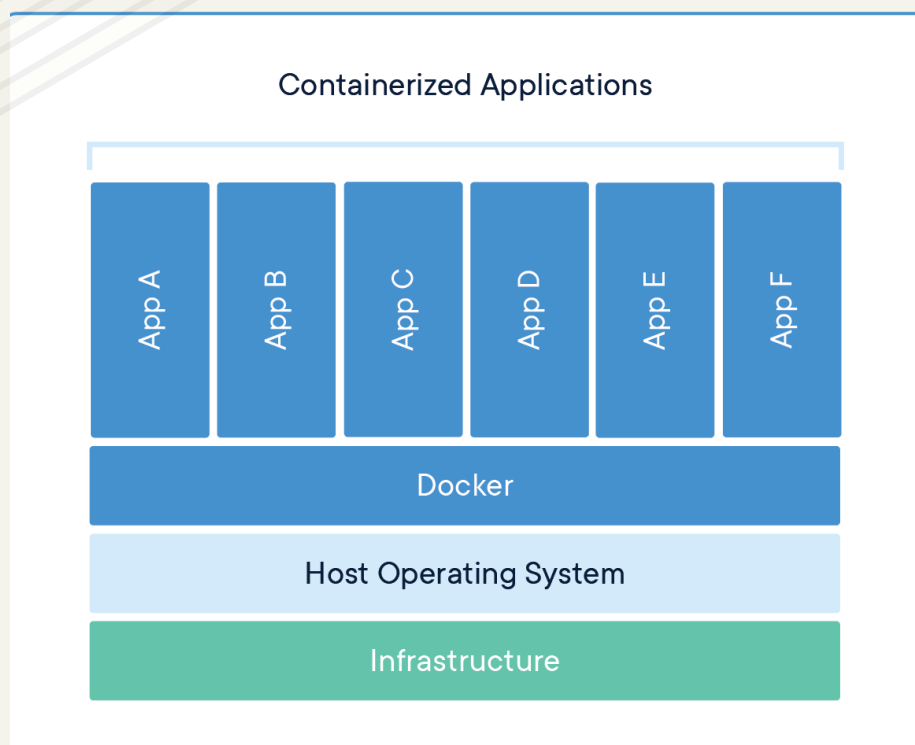 Containerized Applications
App A
App B
App C
App D
App E
App F
Docker
Host Operating System
Infrastructure